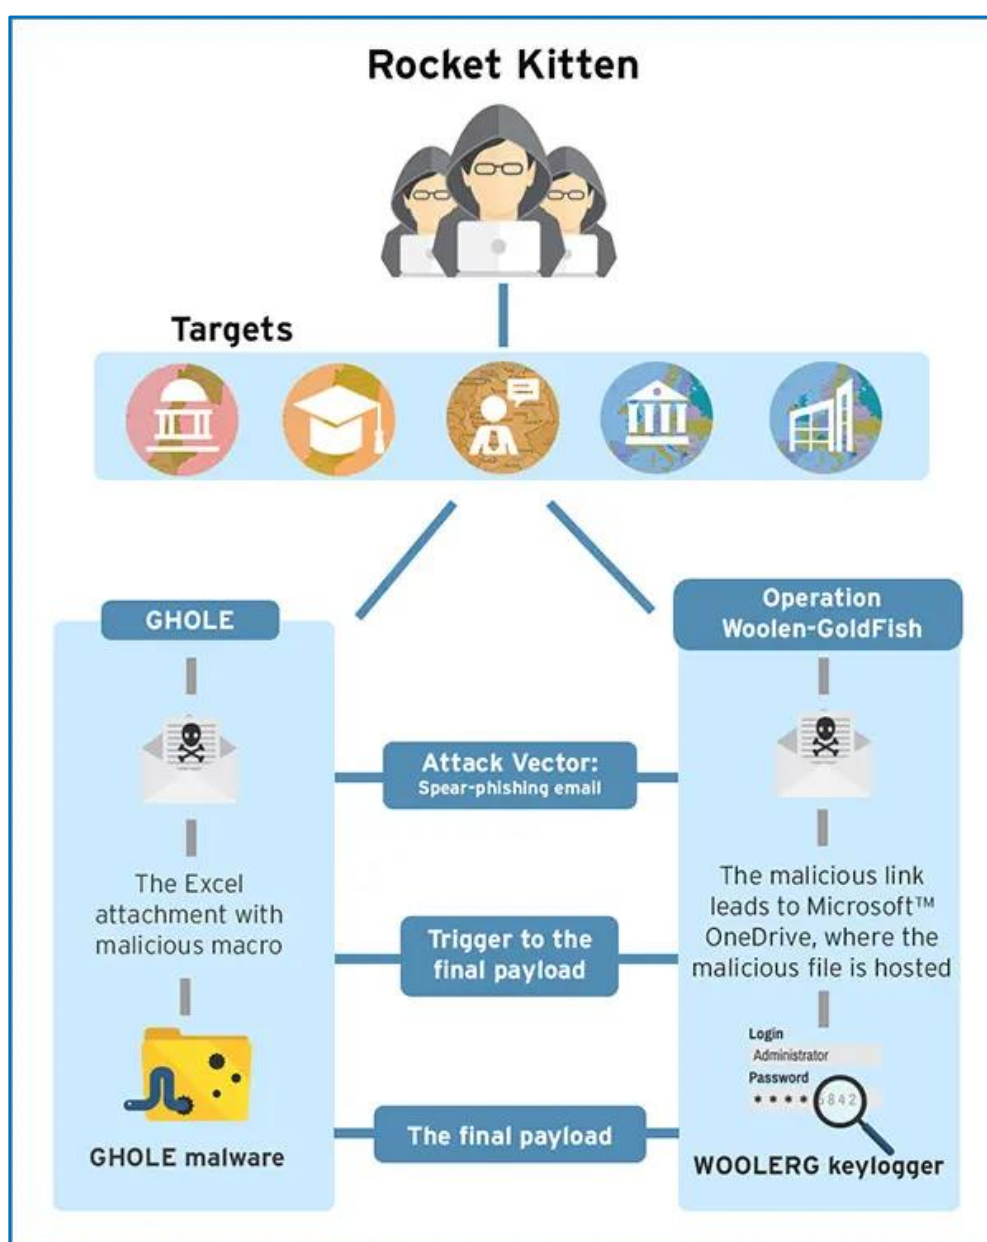 Rocket Kitten
Targets
GHOLE
Operation
Woolen-GoldFish
Attack Vector:
Spear-phishing email
The Excel
attachment with
malicious macro
The malicious link
leads to Microsoft™
OneDrive, where the
malicious file is hosted
Trigger to the
final payload
Login
Administrator
Password
* * * * 5842
The final payload
GHOLE malware
WOOLERG keylogger